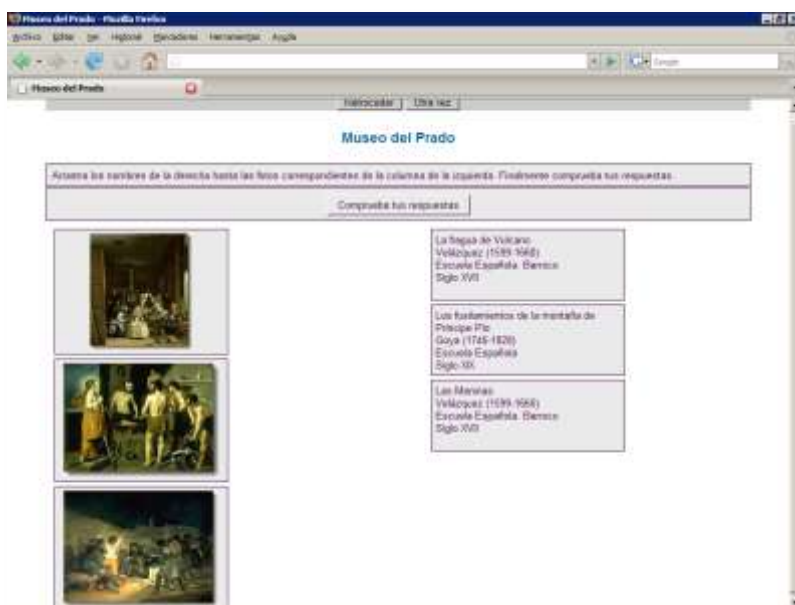 Museo del Prado - Mozilla Firefox
Archivo Editar Ver Historial Marcadores Herramientas Ayuda
Google
Museo del Prado
Retroceder Otra vez
Museo del Prado
Arrastra los nombres de la derecha hasta las fotos correspondientes de la columna de la izquierda. Finalmente comprueba tus respuestas.
Comprueba tus respuestas
La fragua de Vulcano
Velázquez (1599-1660)
Escuela Española. Barroco
Siglo XVII
Los fusilamientos de la montaña de
Príncipe Pío
Goya (1746-1828)
Escuela Española
Siglo XIX
Las Meninas
Velázquez (1599-1660)
Escuela Española. Barroco
Siglo XVII